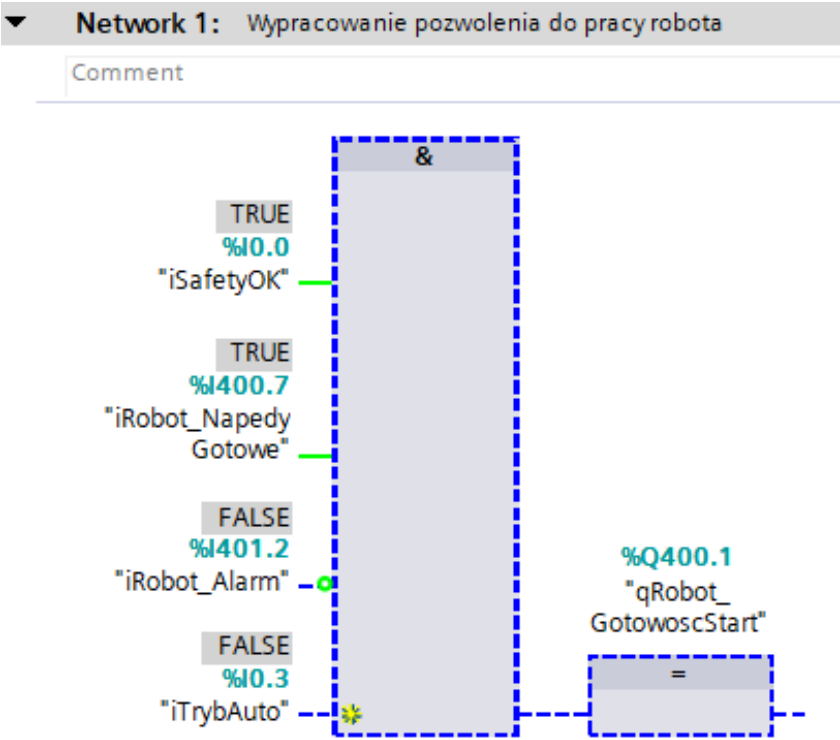 Network 1: Wypracowanie pozwolenia do pracy robota
Comment
&
TRUE
%I0.0
"iSafetyOK"
TRUE
%I400.7
"iRobot_Napedy
Gotowe"
FALSE
%I401.2
"iRobot_Alarm"
FALSE
%I0.3
"iTrybAuto"
%Q400.1
"qRobot_
GotowoscStart"
=